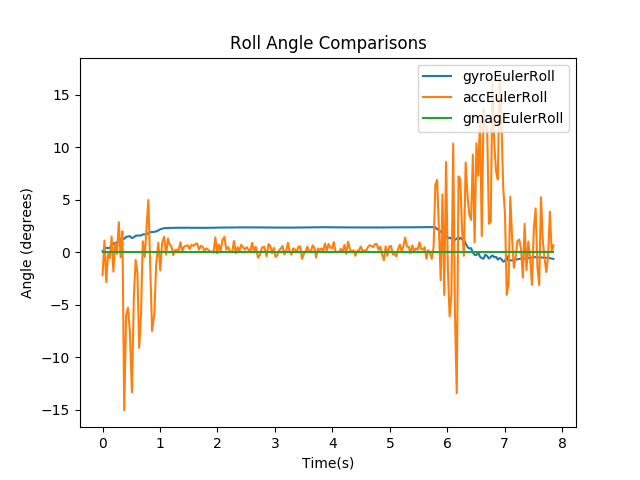 Roll Angle Comparisons
gyroEulerRoll
accEulerRoll
gmagEulerRoll
15
10
5
0
−5
−10
−15
Angle (degrees)
0 1 2 3 4 5 6 7 8
Time(s)